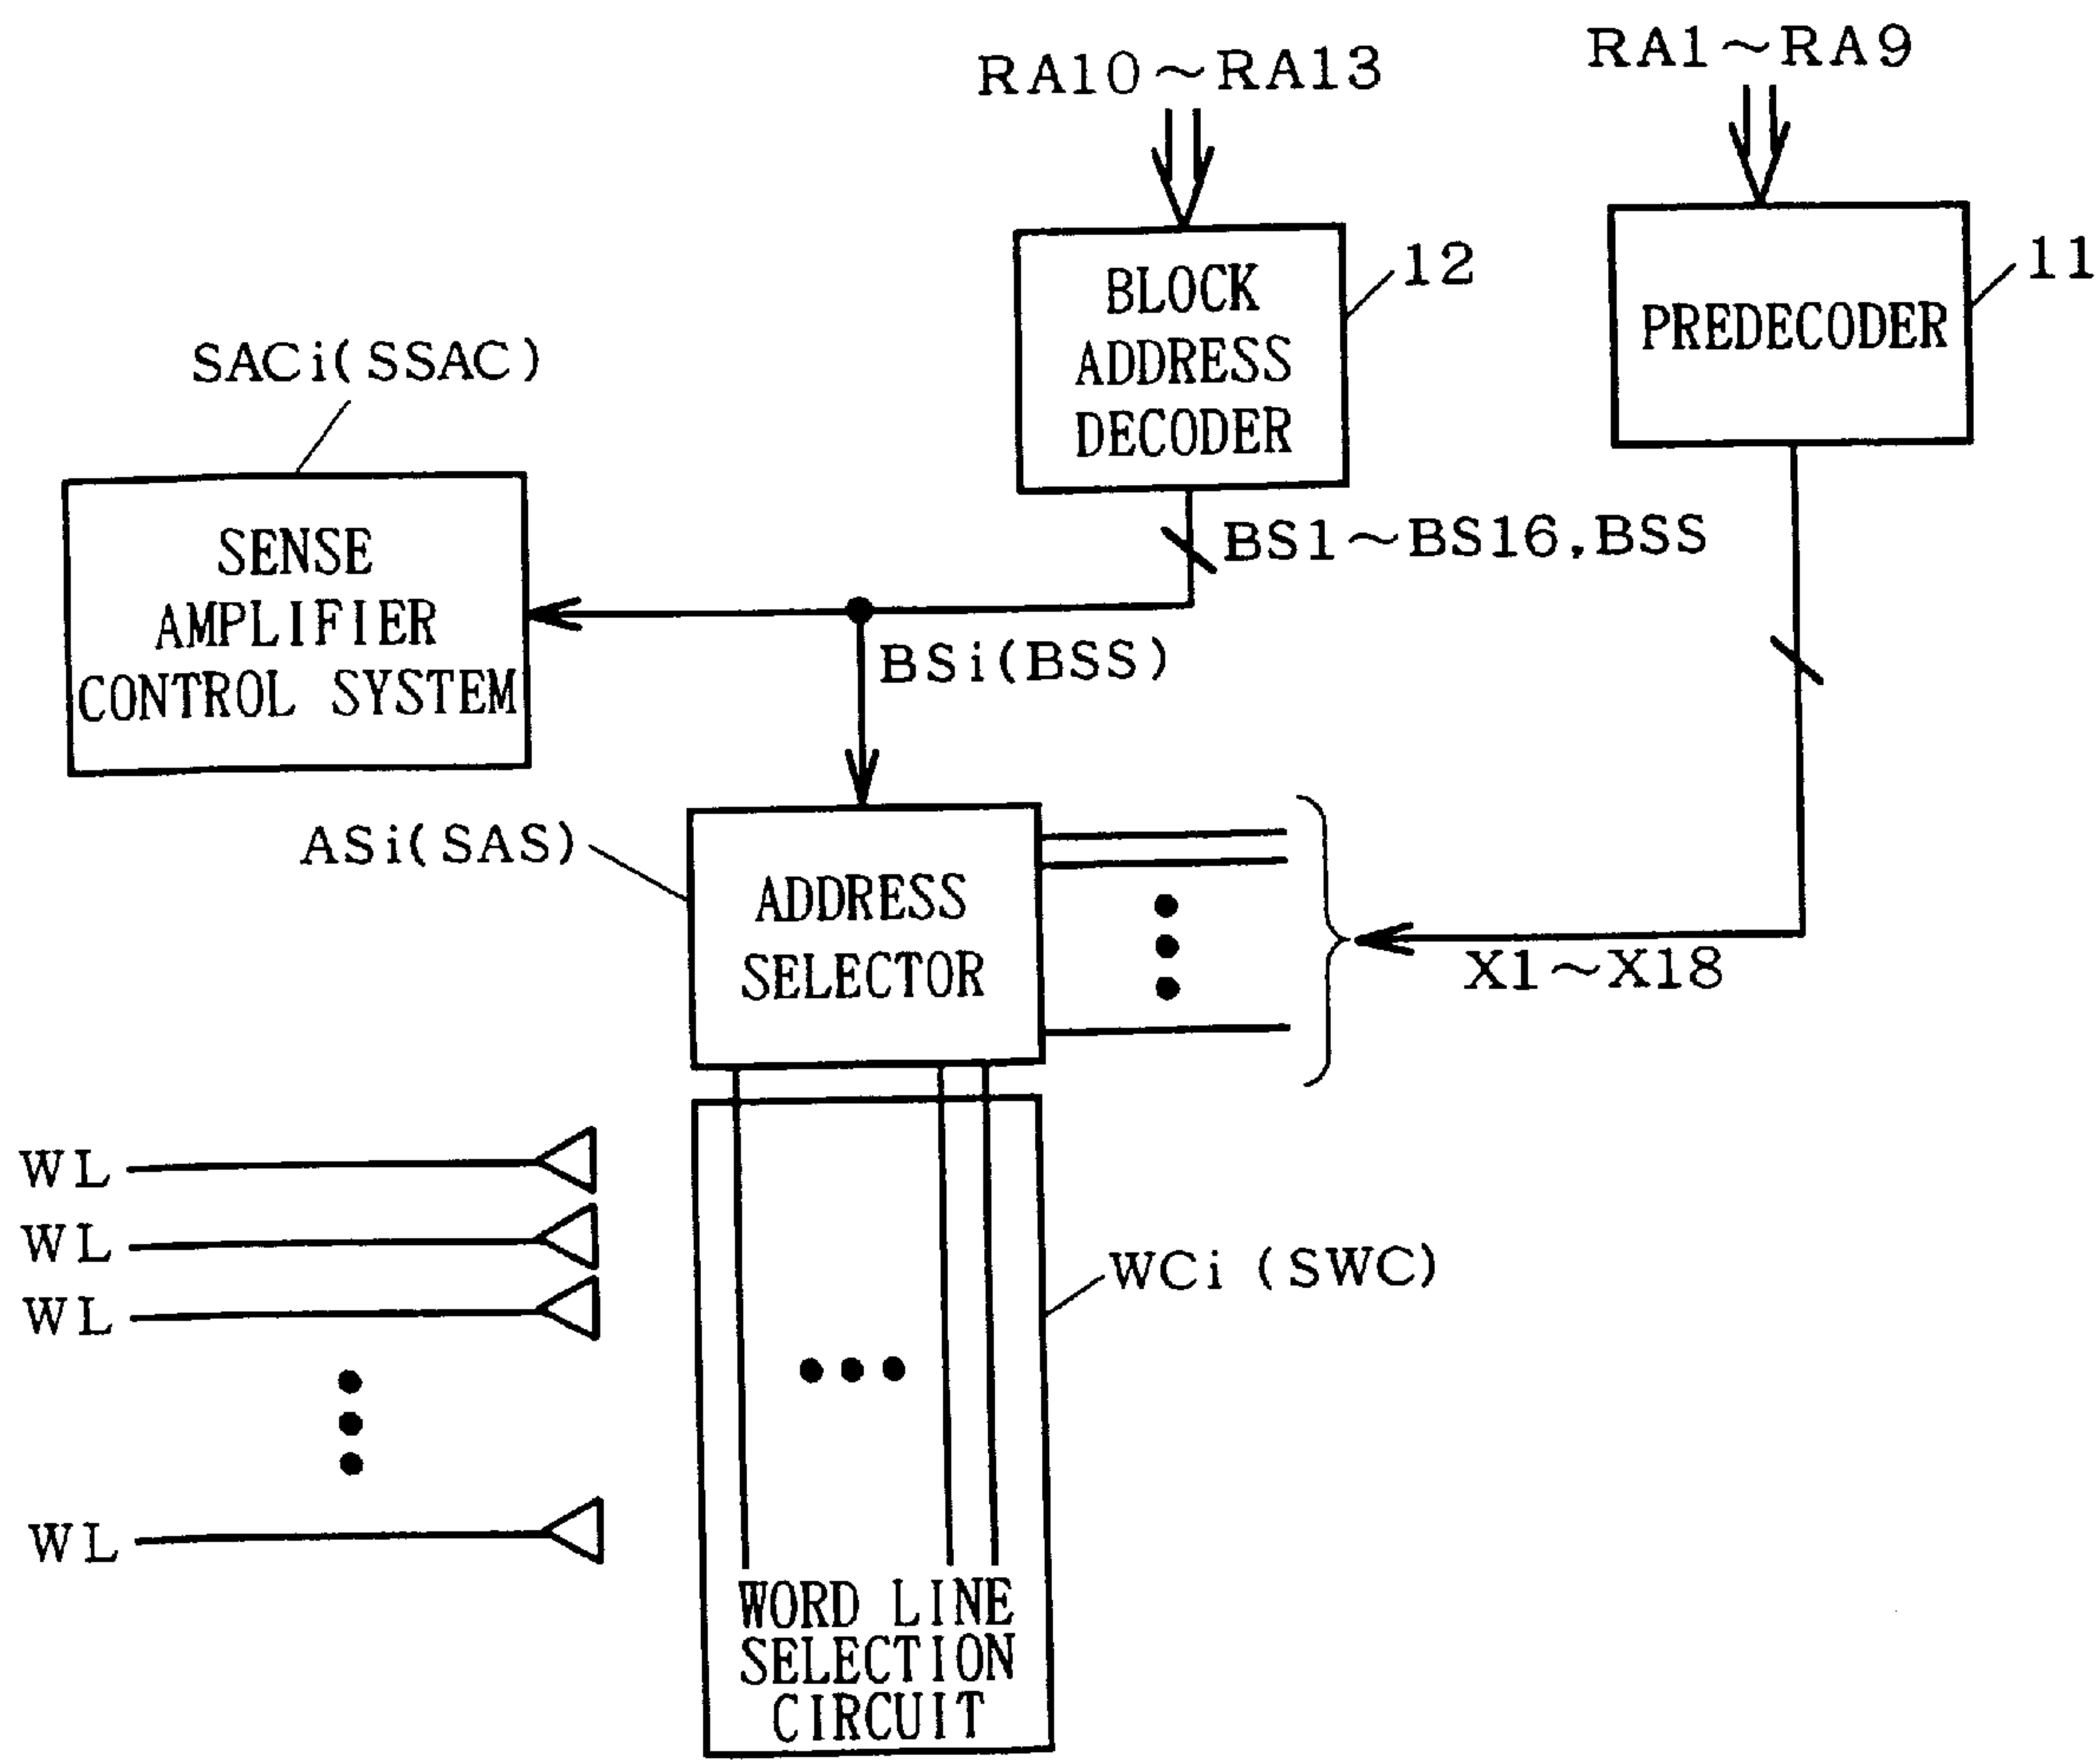 RA10~RA13
RA1~RA9
BLOCK
ADDRESS
DECODER
12
PREDECODER
11
SACi(SSAC)
SENSE
AMPLIFIER
CONTROL SYSTEM
BS1~BS16,BSS
BSi(BSS)
ASi(SAS)
ADDRESS
SELECTOR
X1~X18
WL
WL
WL
WL
WCi (SWC)
WORD LINE
SELECTION
CIRCUIT